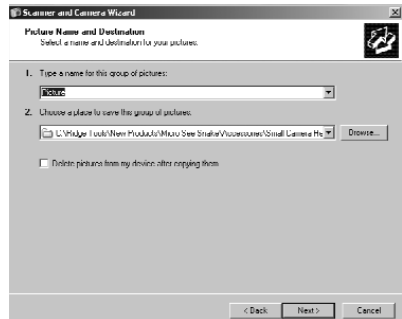 Scanner and Camera Wizard
Picture Name and Destination
Select a name and destination for your pictures.
1. Type a name for this group of pictures:
Picture
2. Choose a place to save this group of pictures:
C:\Ridge Tools\New Products\Micro See Snake\Accessories\Small Camera He
Browse...
Delete pictures from my device after copying them
< Back
Next >
Cancel